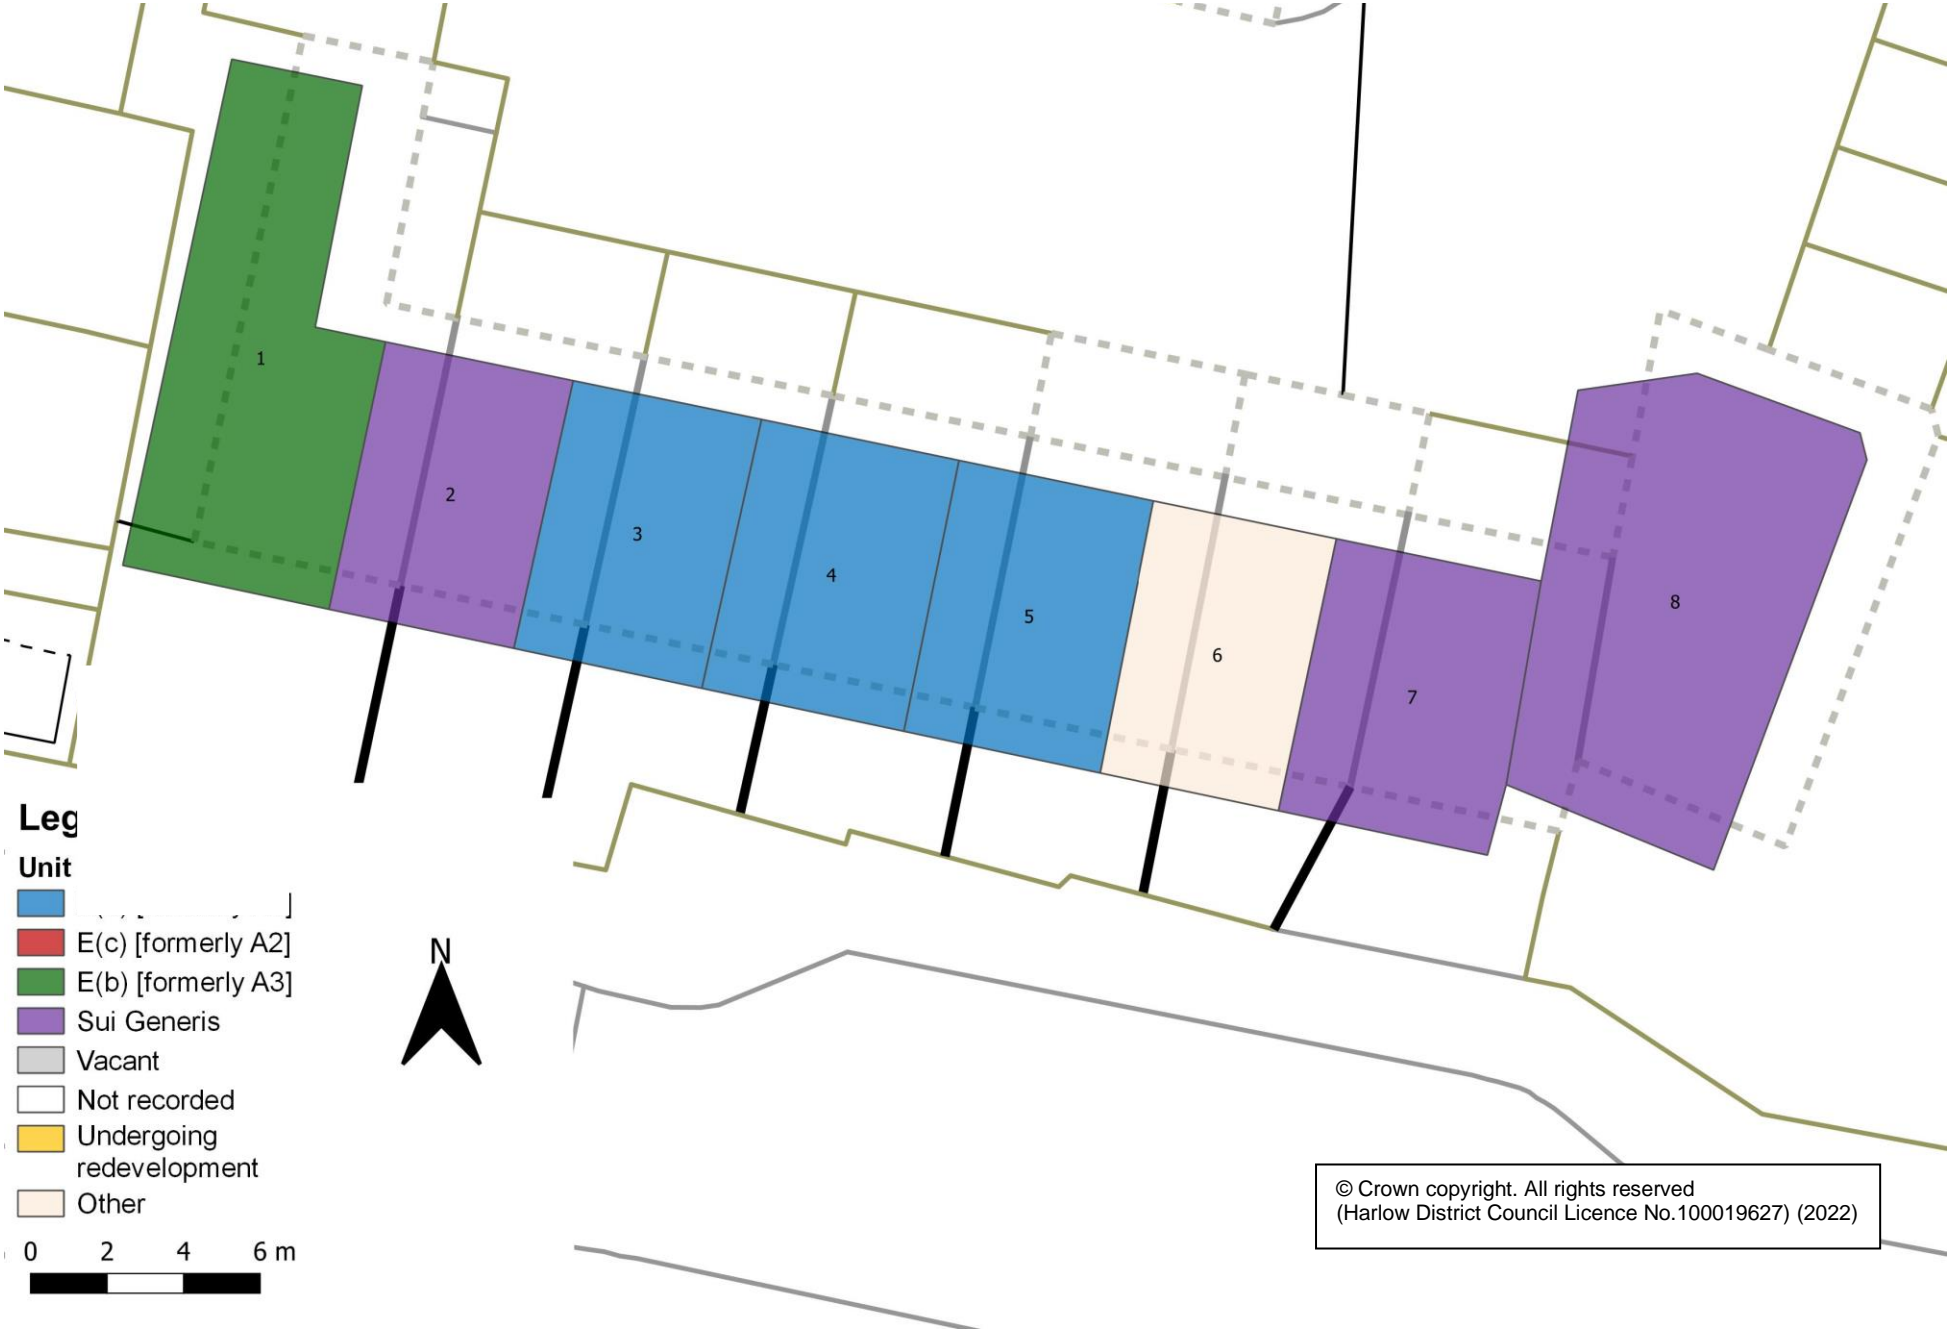 1
2
3
4
5
6
7
8
Leg
Unit
[formerly
E(c) [formerly A2]
E(b) [formerly A3]
Sui Generis
Vacant
Not recorded
Undergoing
redevelopment
Other
N
0 2 4 6 m
© Crown copyright. All rights reserved
(Harlow District Council Licence No.100019627) (2022)